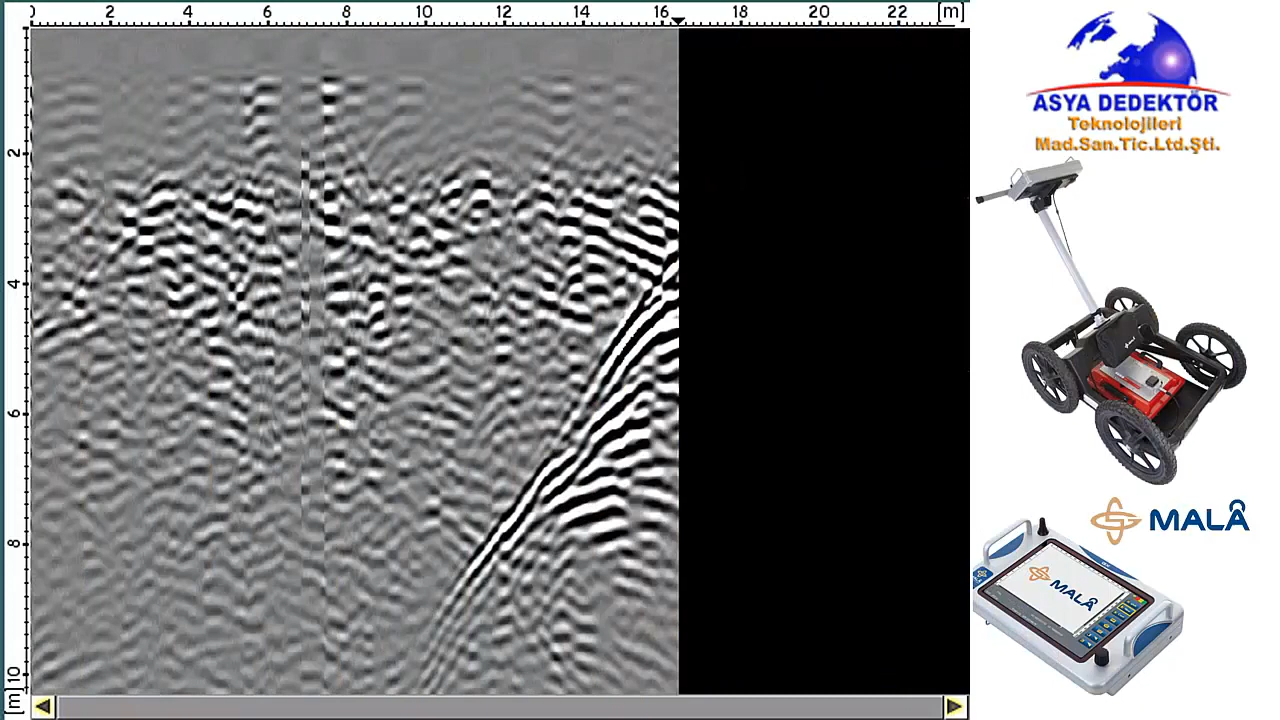 0 2 4 6 8 10 12 14 16 18 20 22 [m]
2
4
6
8
10
[m]
ASYA DEDEKTÖR
Teknolojileri
Mad.San.Tic.Ltd.Şti.
MALÅ
MALÅ